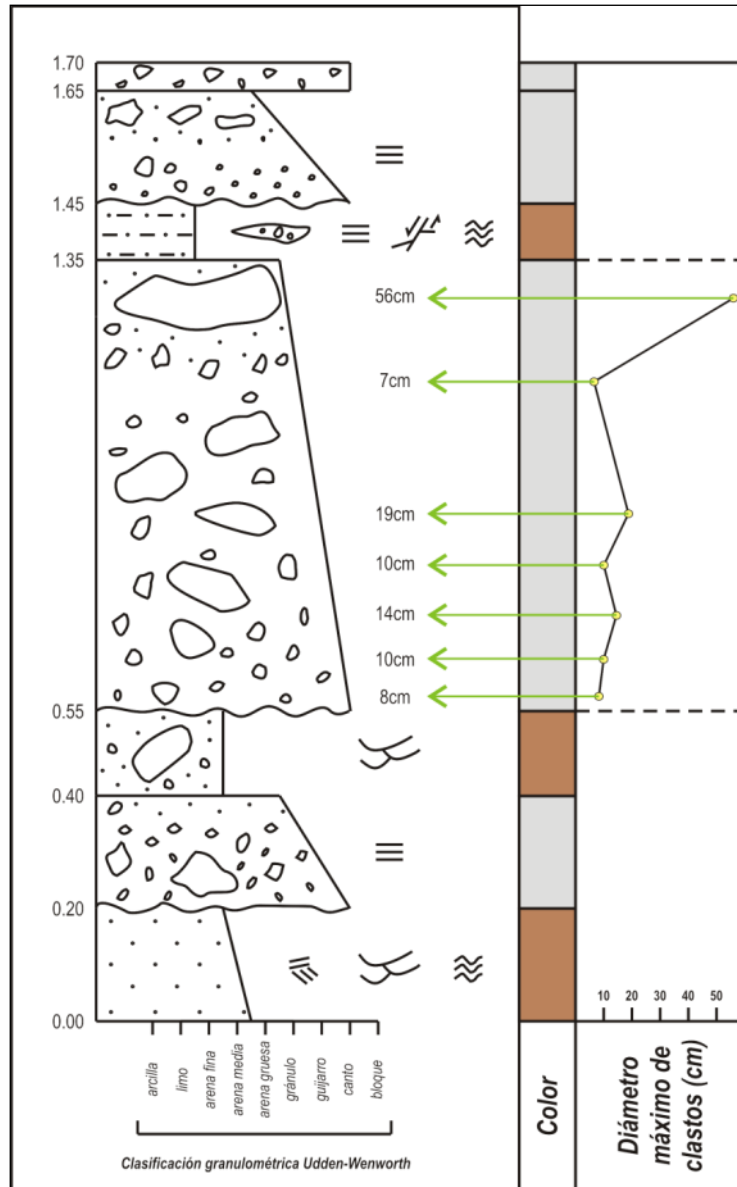 1.70
1.65
1.45
1.35
56cm
7cm
19cm
10cm
14cm
10cm
8cm
0.55
0.40
0.20
0.00
10 20 30 40 50
arcilla
limo
arena fina
arena media
arena gruesa
gránulo
guijarro
canto
bloque
Clasificación granulométrica Udden-Wenworth
Color
Diámetro
máximo de
clastos (cm)